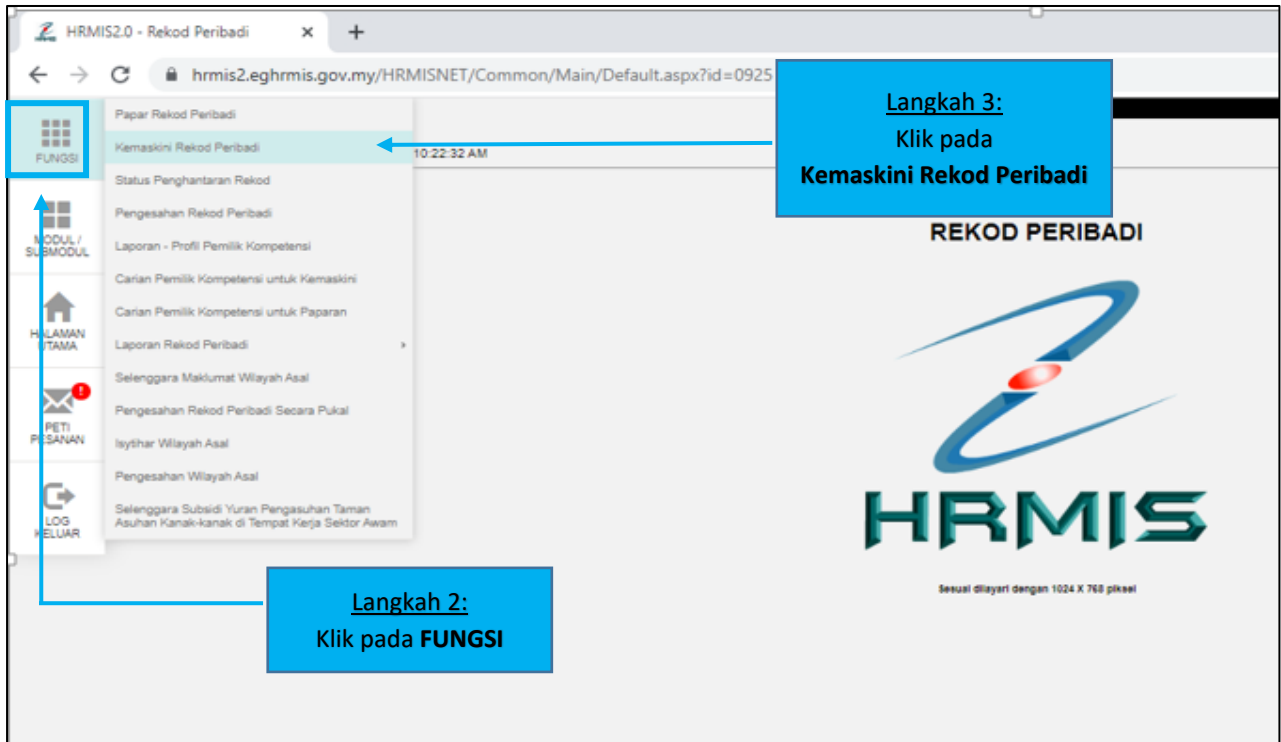 HRMIS2.0 - Rekod Peribadi
hrmis2.eghrmis.gov.my/HRMISNET/Common/Main/Default.aspx?id=0925
Langkah 3:
Klik pada
Kemaskini Rekod Peribadi
FUNGSI
MODUL /
SUBMODUL
HALAMAN
UTAMA
PETI
PESANAN
LOG
KELUAR
Papar Rekod Peribadi
Kemaskini Rekod Peribadi
10:22:32 AM
Status Penghantaran Rekod
Pengesahan Rekod Peribadi
Laporan - Profil Pemilik Kompetensi
Carian Pemilik Kompetensi untuk Kemaskini
Carian Pemilik Kompetensi untuk Paparan
Laporan Rekod Peribadi
Selenggara Maklumat Wilayah Asal
Pengesahan Rekod Peribadi Secara Pukal
Isytihar Wilayah Asal
Pengesahan Wilayah Asal
Selenggara Subsidi Yuran Pengasuhan Taman
Asuhan Kanak-kanak di Tempat Kerja Sektor Awam
REKOD PERIBADI
HRMIS
Sesuai dilayari dengan 1024 X 768 piksel
Langkah 2:
Klik pada FUNGSI